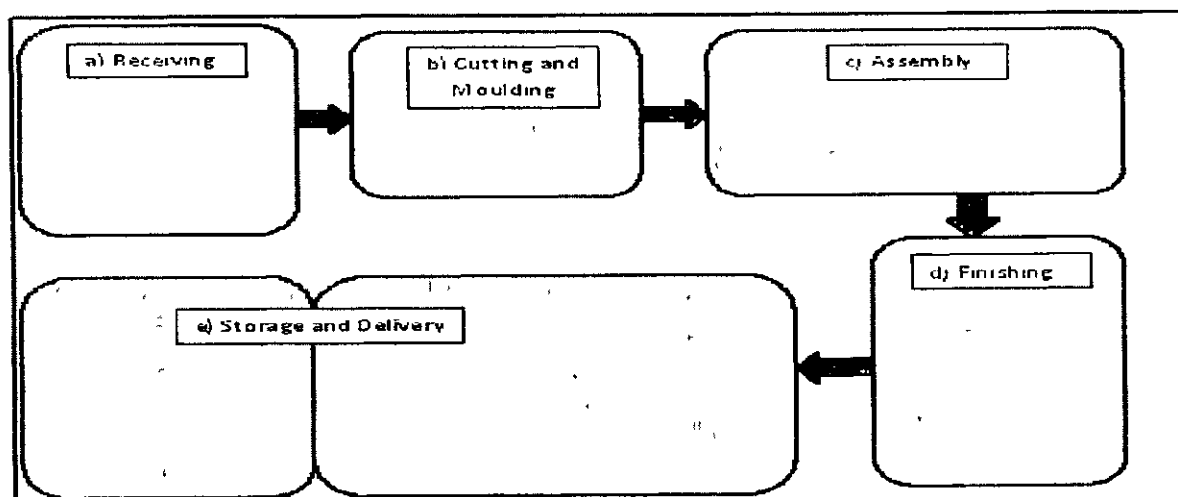 a) Receiving
b) Cutting and
Moulding
c) Assembly
d) Finishing
e) Storage and Delivery